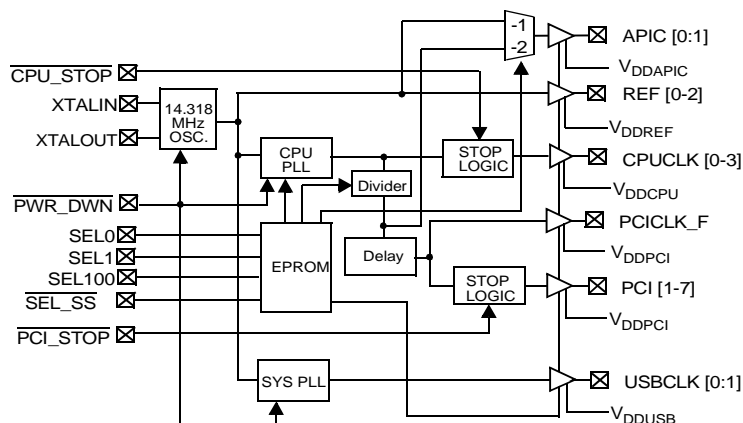 CPU_STOP
XTALIN
XTALOUT
PWR_DWN
SEL0
SEL1
SEL100
SEL_SS
PCI_STOP
14.318
MHz
OSC.
CPU
PLL
Divider
EPROM
Delay
STOP
LOGIC
STOP
LOGIC
SYS PLL
-1
-2
APIC [0:1]
VDDAPIC
REF [0-2]
VDDREF
CPUCLK [0-3]
VDDCPU
PCICLK_F
VDDPCI
PCI [1-7]
VDDPCI
USBCLK [0:1]
VDDUSB